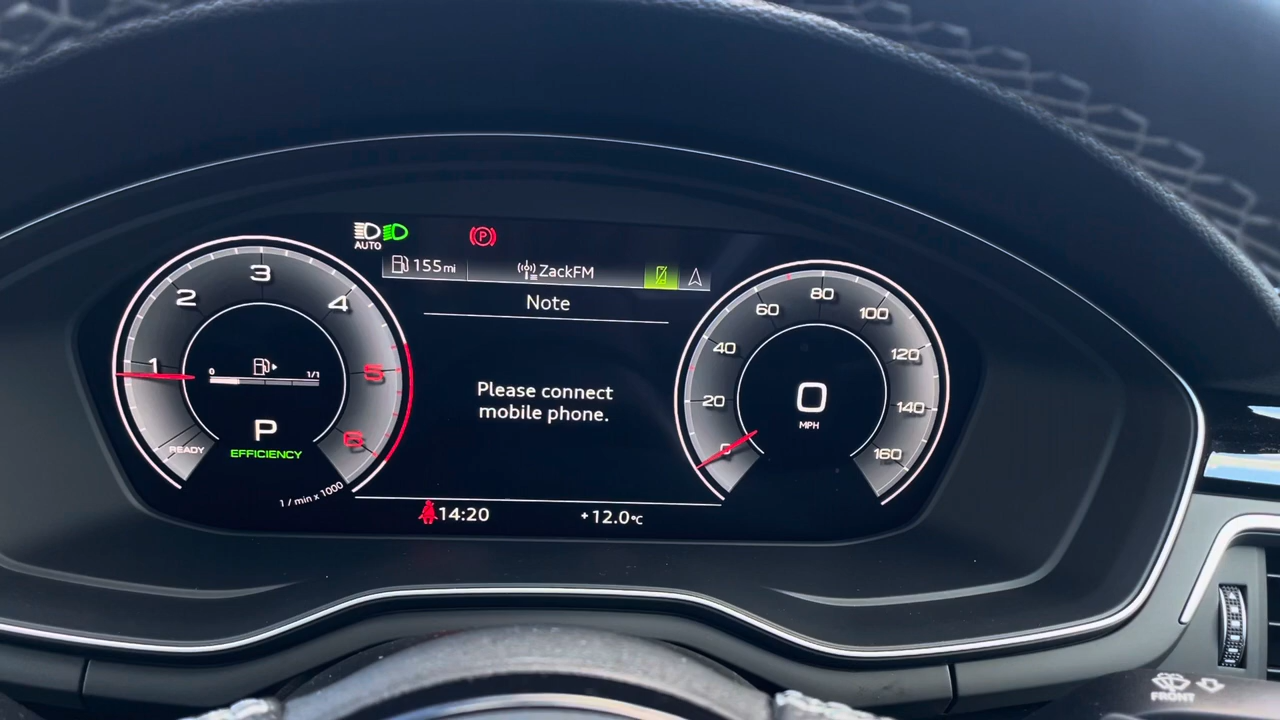 AUTO
P
155 mi
ZackFM
Note
Please connect
mobile phone.
14:20
+12.0°C
READY
1
2
3
4
5
6
0
1/1
P
EFFICIENCY
1 / min x 1000
0
20
40
60
80
100
120
140
160
0
MPH
FRONT